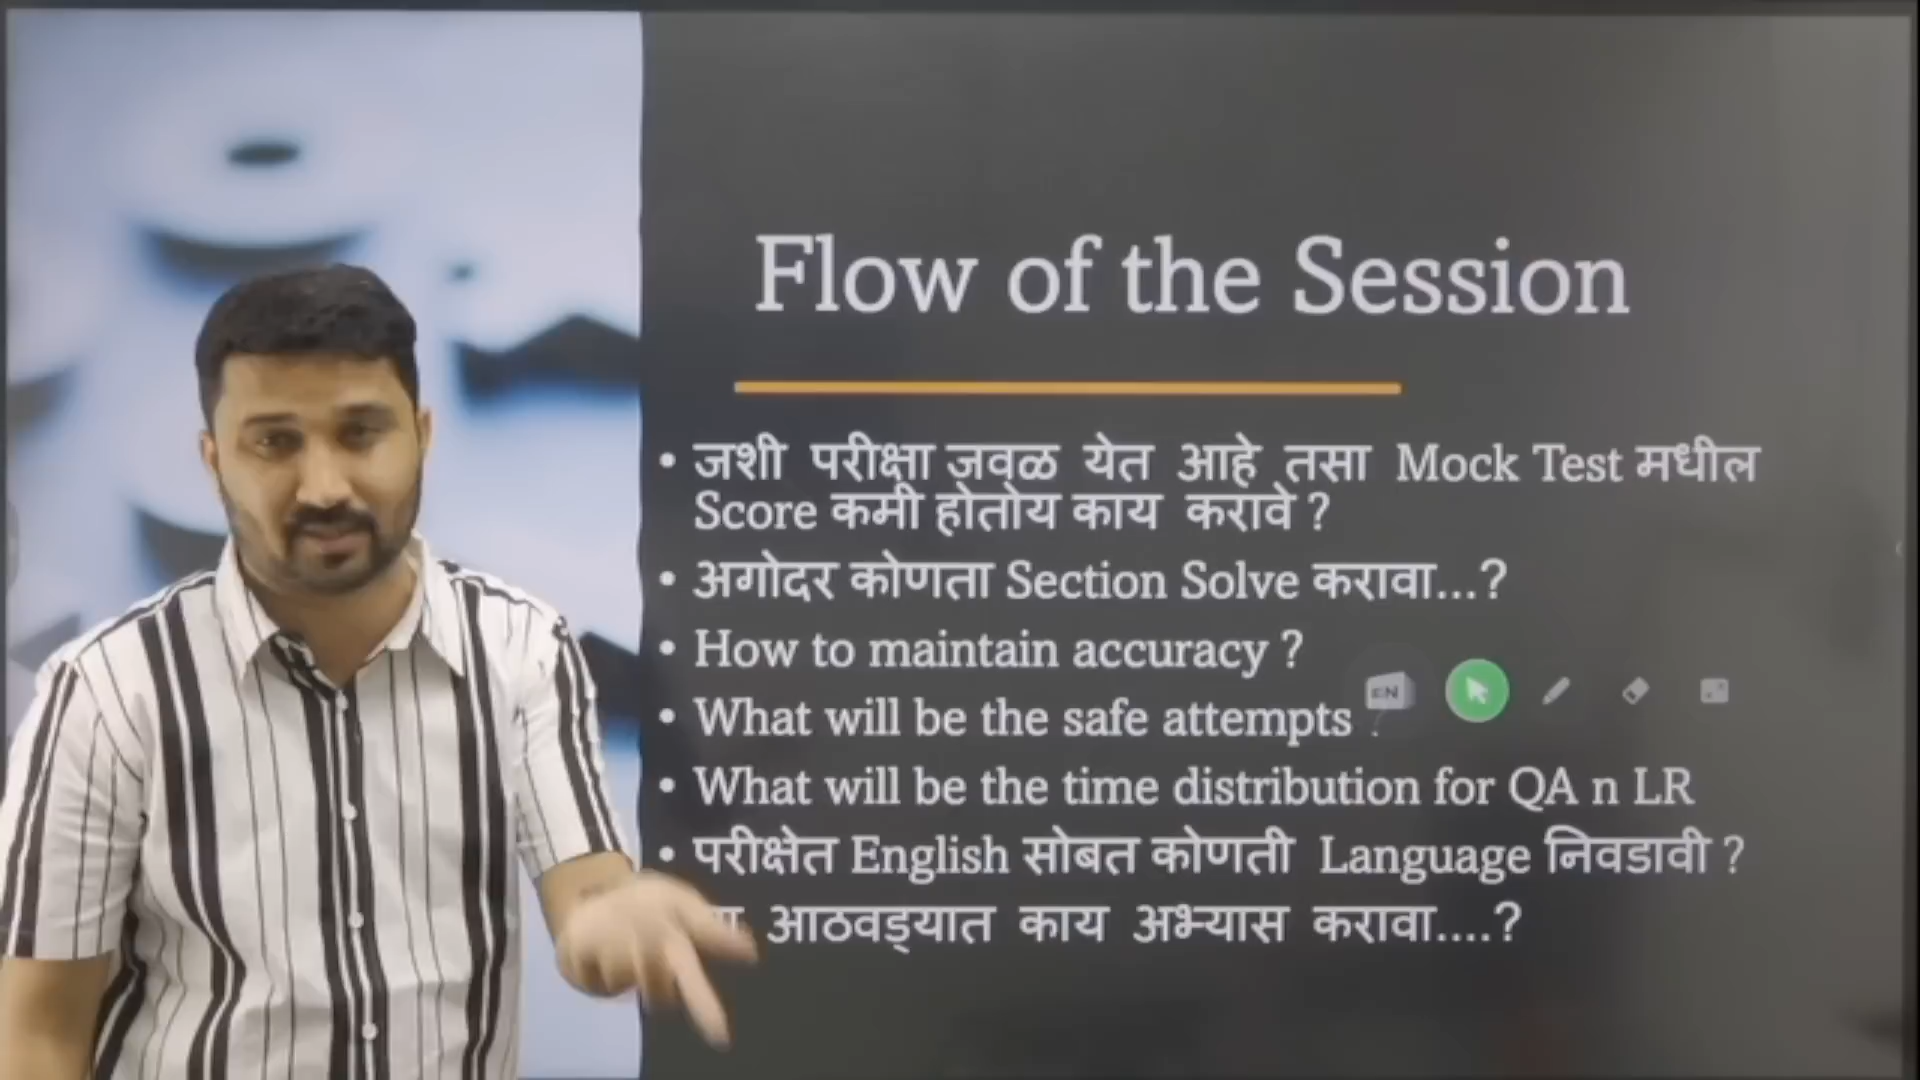 Flow of the Session
• जशी परीक्षा जवळ येत आहे तसा Mock Test मधील
Score कमी होतोय काय करावे ?
• अगोदर कोणता Section Solve करावा...?
• How to maintain accuracy ?
• What will be the safe attempts ?
EN
• What will be the time distribution for QA n LR
• परीक्षेत English सोबत कोणती Language निवडावी ?
आठवड्यात काय अभ्यास करावा....?